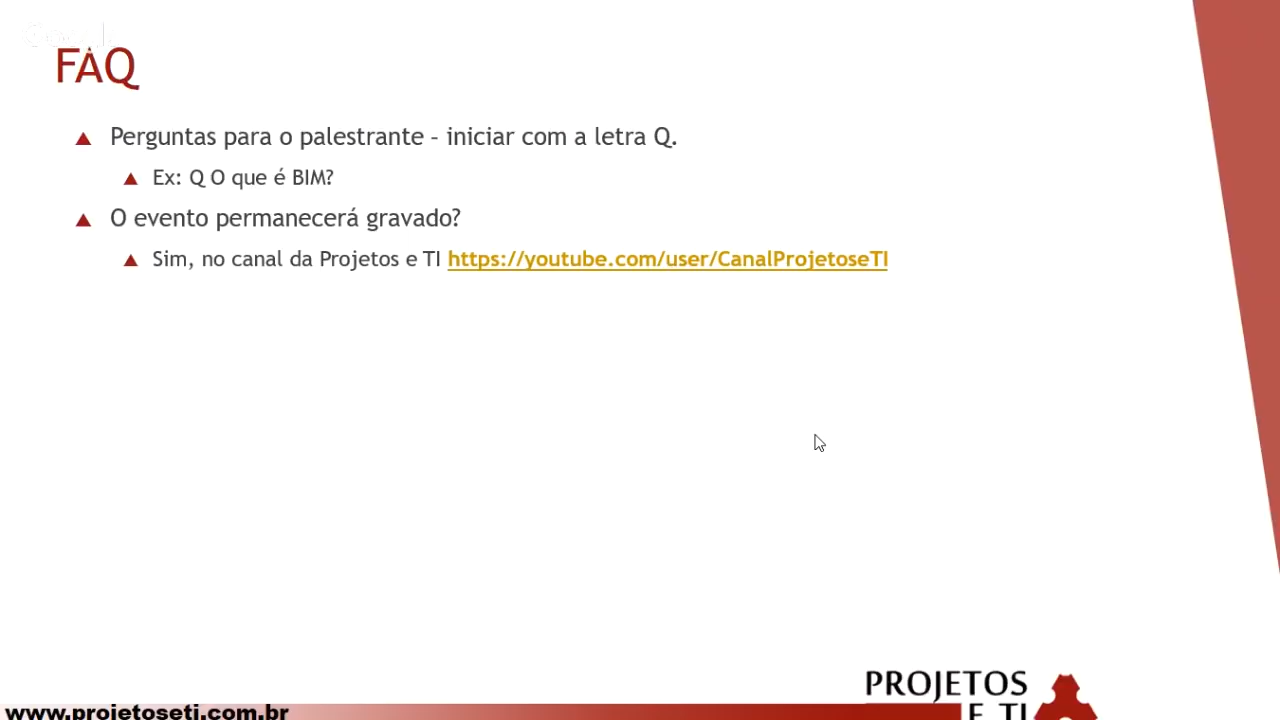 FAQ
Perguntas para o palestrante – iniciar com a letra Q.
Ex: Q O que é BIM?
O evento permanecerá gravado?
Sim, no canal da Projetos e TI https://youtube.com/user/CanalProjetoseTI
PROJETOS
E TI
www.projetoseti.com.br